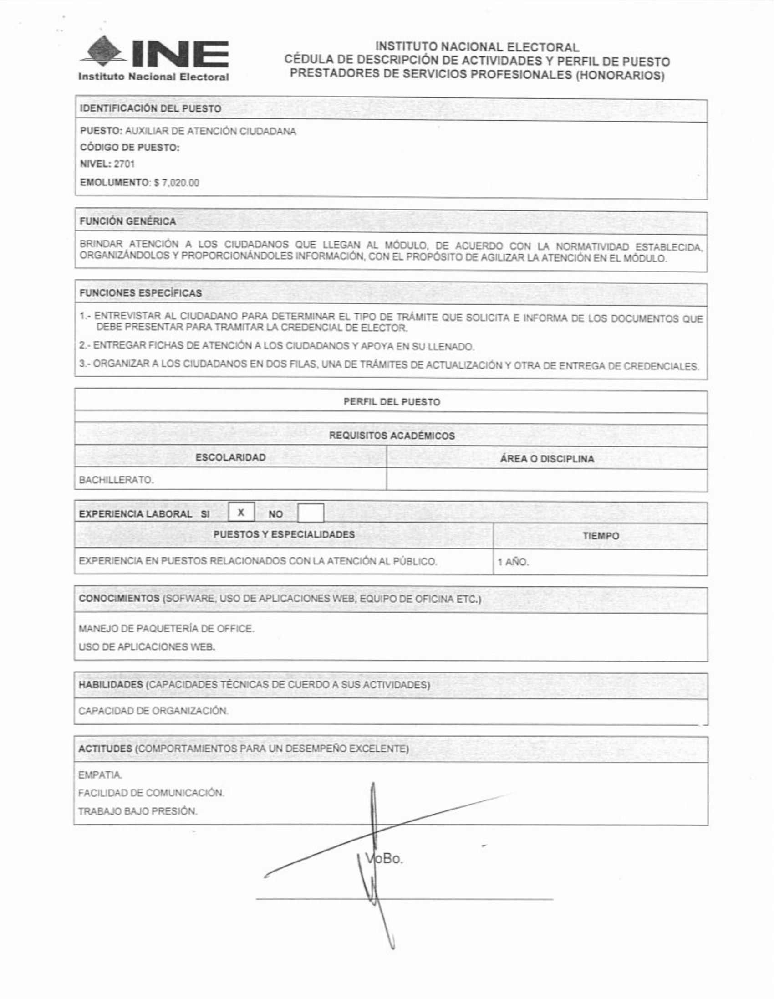 INE
Instituto Nacional Electoral
INSTITUTO NACIONAL ELECTORAL
CÉDULA DE DESCRIPCIÓN DE ACTIVIDADES Y PERFIL DE PUESTO
PRESTADORES DE SERVICIOS PROFESIONALES (HONORARIOS)
IDENTIFICACIÓN DEL PUESTO
PUESTO: AUXILIAR DE ATENCIÓN CIUDADANA
CÓDIGO DE PUESTO:
NIVEL: 2701
EMOLUMENTO: $ 7,020.00
FUNCIÓN GENÉRICA
BRINDAR ATENCIÓN A LOS CIUDADANOS QUE LLEGAN AL MÓDULO, DE ACUERDO CON LA NORMATIVIDAD ESTABLECIDA,
ORGANIZÁNDOLOS Y PROPORCIONÁNDOLES INFORMACIÓN, CON EL PROPÓSITO DE AGILIZAR LA ATENCIÓN EN EL MÓDULO.
FUNCIONES ESPECÍFICAS
1.- ENTREVISTAR AL CIUDADANO PARA DETERMINAR EL TIPO DE TRÁMITE QUE SOLICITA E INFORMA DE LOS DOCUMENTOS QUE
DEBE PRESENTAR PARA TRAMITAR LA CREDENCIAL DE ELECTOR.
2.- ENTREGAR FICHAS DE ATENCIÓN A LOS CIUDADANOS Y APOYA EN SU LLENADO.
3.- ORGANIZAR A LOS CIUDADANOS EN DOS FILAS, UNA DE TRÁMITES DE ACTUALIZACIÓN Y OTRA DE ENTREGA DE CREDENCIALES.
PERFIL DEL PUESTO
REQUISITOS ACADÉMICOS
ESCOLARIDAD
ÁREA O DISCIPLINA
BACHILLERATO.
EXPERIENCIA LABORAL SI X NO
PUESTOS Y ESPECIALIDADES
TIEMPO
EXPERIENCIA EN PUESTOS RELACIONADOS CON LA ATENCIÓN AL PÚBLICO.
1 AÑO.
CONOCIMIENTOS (SOFWARE, USO DE APLICACIONES WEB, EQUIPO DE OFICINA ETC.)
MANEJO DE PAQUETERÍA DE OFFICE.
USO DE APLICACIONES WEB.
HABILIDADES (CAPACIDADES TÉCNICAS DE CUERDO A SUS ACTIVIDADES)
CAPACIDAD DE ORGANIZACIÓN.
ACTITUDES (COMPORTAMIENTOS PARA UN DESEMPEÑO EXCELENTE)
EMPATIA.
FACILIDAD DE COMUNICACIÓN.
TRABAJO BAJO PRESIÓN.
VoBo.